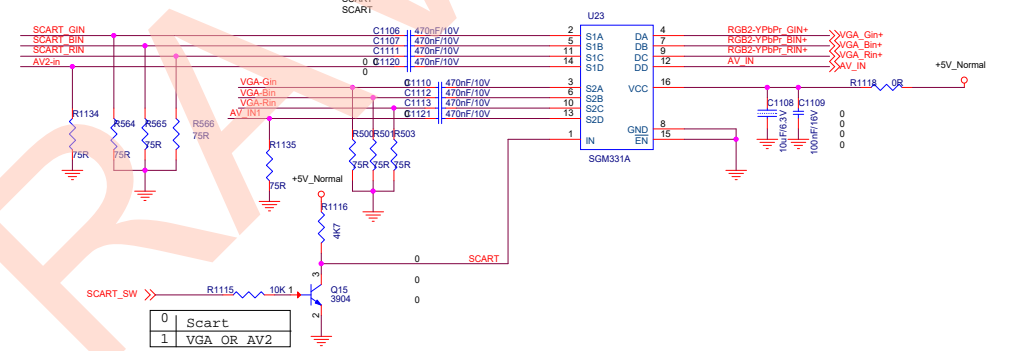 SCART
U23
SCART_GIN C1106 470nF/10V 2 S1A DA 4 RGB2-YPbPr_GIN+ VGA_Gin+
SCART_BIN C1107 470nF/10V 5 S1B DB 7 RGB2-YPbPr_BIN+ VGA_Bin+
SCART_RIN C1111 470nF/10V 11 S1C DC 9 RGB2-YPbPr_RIN+ VGA_Rin+
AV2-in 0 0 C1120 470nF/10V 14 S1D DD 12 AV_IN AV_IN
0
+5V_Normal
VGA-Gin C1110 470nF/10V 3 S2A VCC 16 R1118 0R
VGA-Bin C1112 470nF/10V 6 S2B
VGA-Rin C1113 470nF/10V 10 S2C C1108 C1109
AV_IN1 C1121 470nF/10V 13 S2D 10uF/6.3V 100nF/16V
0
0
0
0
R1134 R564 R565 R566
75R 75R 75R 75R
R1135 R500 R501 R503
75R 75R 75R 75R
1 IN GND 8
EN 15
SGM331A
+5V_Normal
R1116
4K7
0 SCART
3
0
SCART_SW R1115 10K 1 Q15
3904
0
2
0 Scart
1 VGA OR AV2